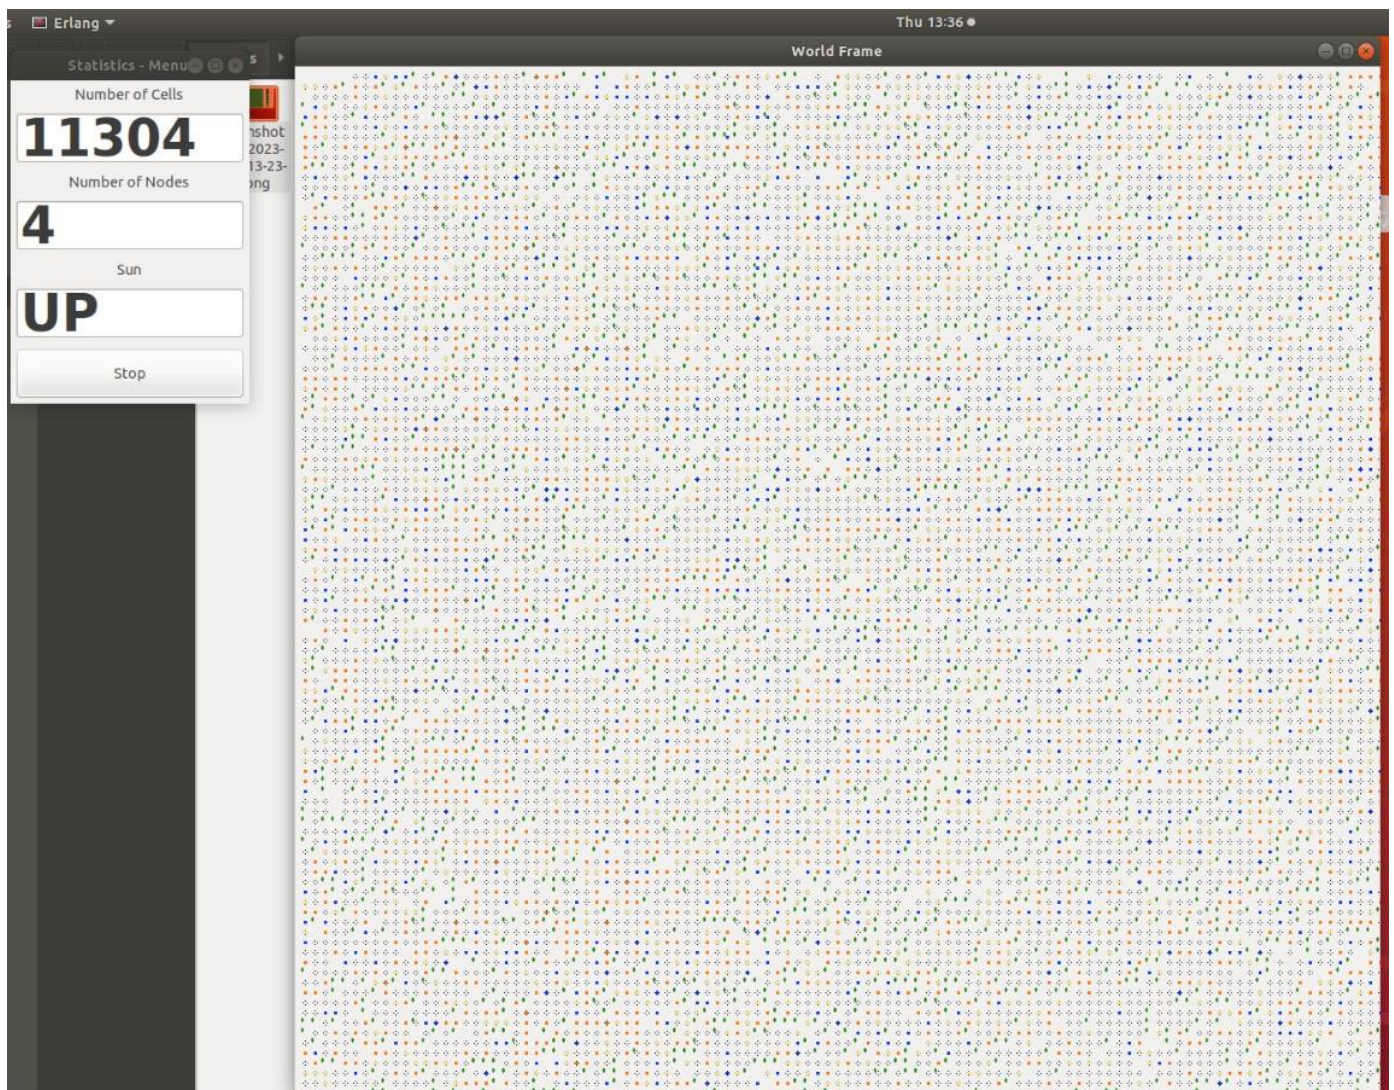 s Erlang Thu 13:36
World Frame
Statistics - Menu s
Number of Cells
11304
nshot
2023-
13-23-
png
Number of Nodes
4
Sun
UP
Stop